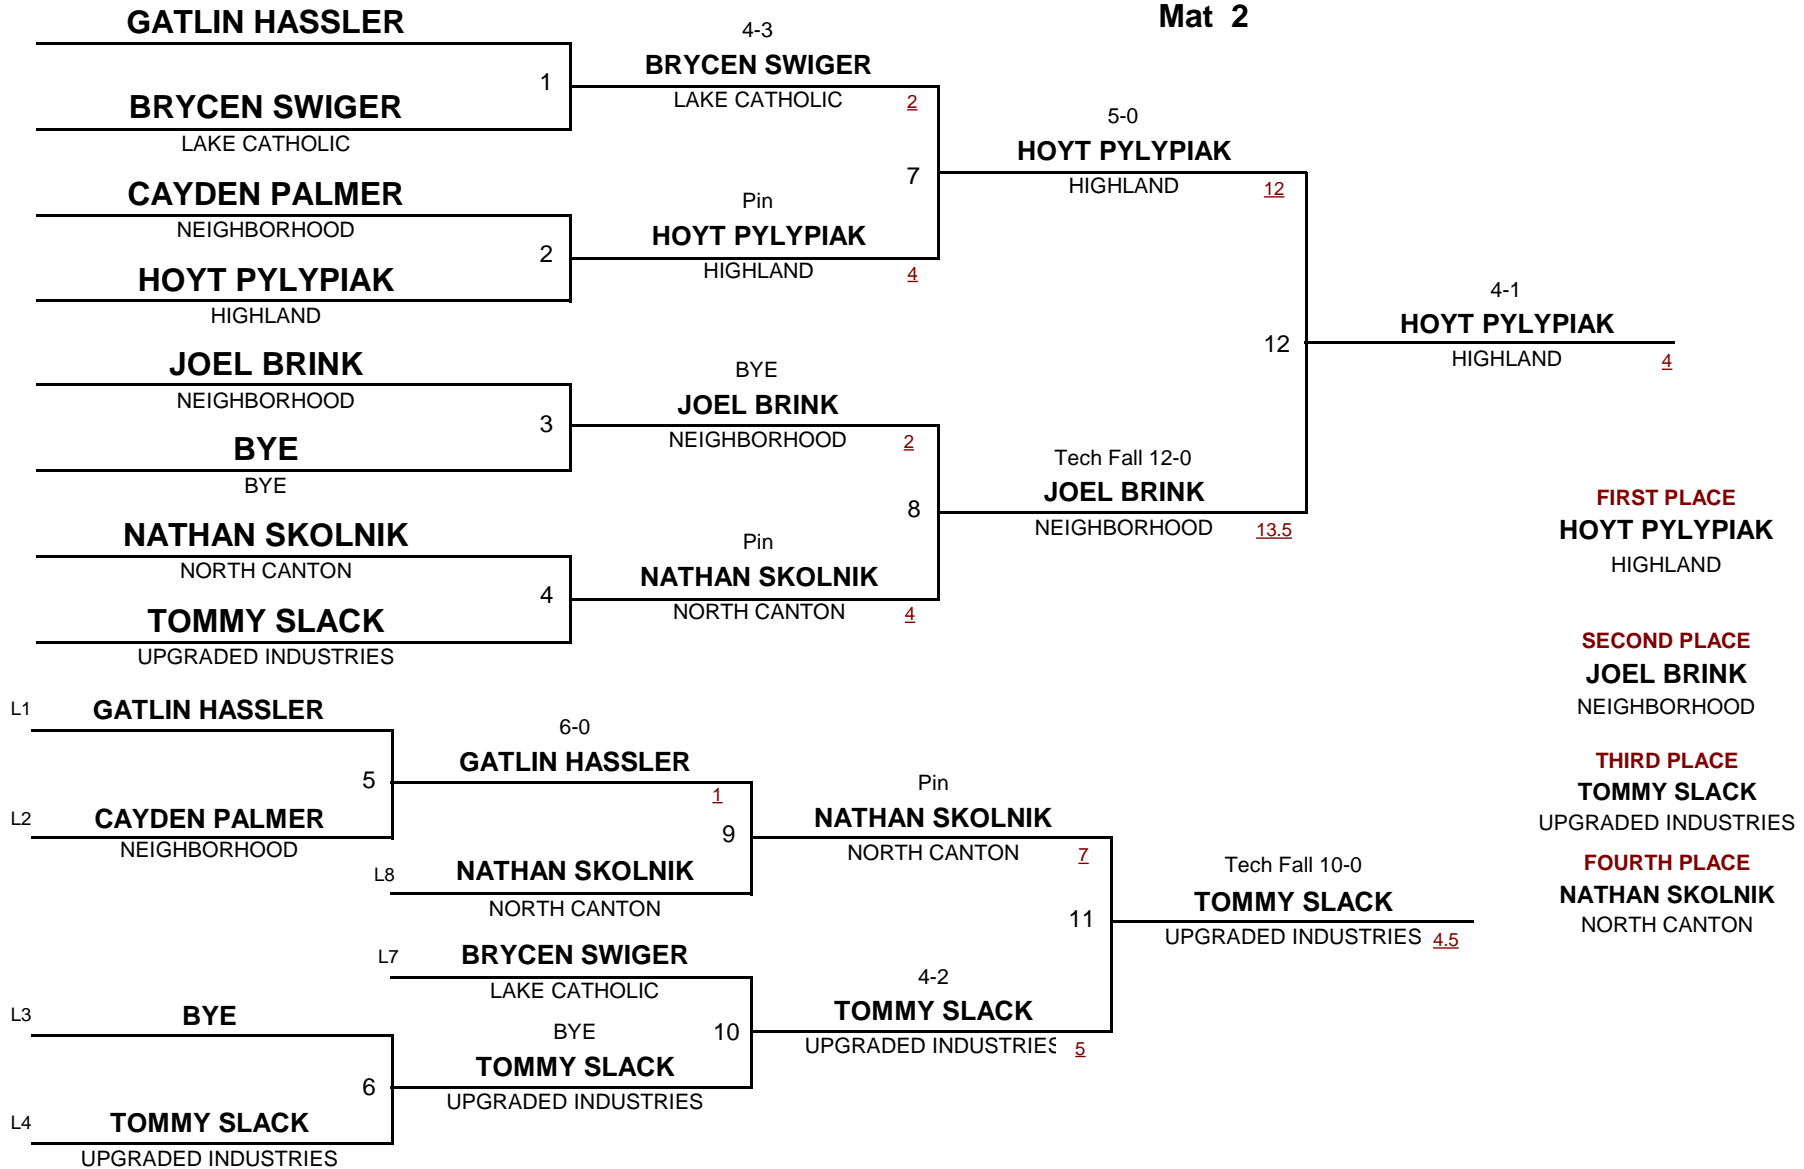 Mat 2
GATLIN HASSLER
1
BRYCEN SWIGER
LAKE CATHOLIC
CAYDEN PALMER
NEIGHBORHOOD
2
HOYT PYLYPIAK
HIGHLAND
JOEL BRINK
NEIGHBORHOOD
3
BYE
BYE
NATHAN SKOLNIK
NORTH CANTON
4
TOMMY SLACK
UPGRADED INDUSTRIES
4-3
BRYCEN SWIGER
LAKE CATHOLIC 2
7
Pin
HOYT PYLYPIAK
HIGHLAND 4
BYE
JOEL BRINK
NEIGHBORHOOD 2
8
Pin
NATHAN SKOLNIK
NORTH CANTON 4
5-0
HOYT PYLYPIAK
HIGHLAND 12
12
Tech Fall 12-0
JOEL BRINK
NEIGHBORHOOD 13.5
4-1
HOYT PYLYPIAK
HIGHLAND 4
FIRST PLACE
HOYT PYLYPIAK
HIGHLAND
SECOND PLACE
JOEL BRINK
NEIGHBORHOOD
THIRD PLACE
TOMMY SLACK
UPGRADED INDUSTRIES
FOURTH PLACE
NATHAN SKOLNIK
NORTH CANTON
L1 GATLIN HASSLER
5
L2 CAYDEN PALMER
NEIGHBORHOOD
L3 BYE
6
L4 TOMMY SLACK
UPGRADED INDUSTRIES
6-0
GATLIN HASSLER
1
9
L8 NATHAN SKOLNIK
NORTH CANTON
L7 BRYCEN SWIGER
LAKE CATHOLIC
10
BYE
TOMMY SLACK
UPGRADED INDUSTRIES
Pin
NATHAN SKOLNIK
NORTH CANTON 7
11
4-2
TOMMY SLACK
UPGRADED INDUSTRIES 5
Tech Fall 10-0
TOMMY SLACK
UPGRADED INDUSTRIES 4.5